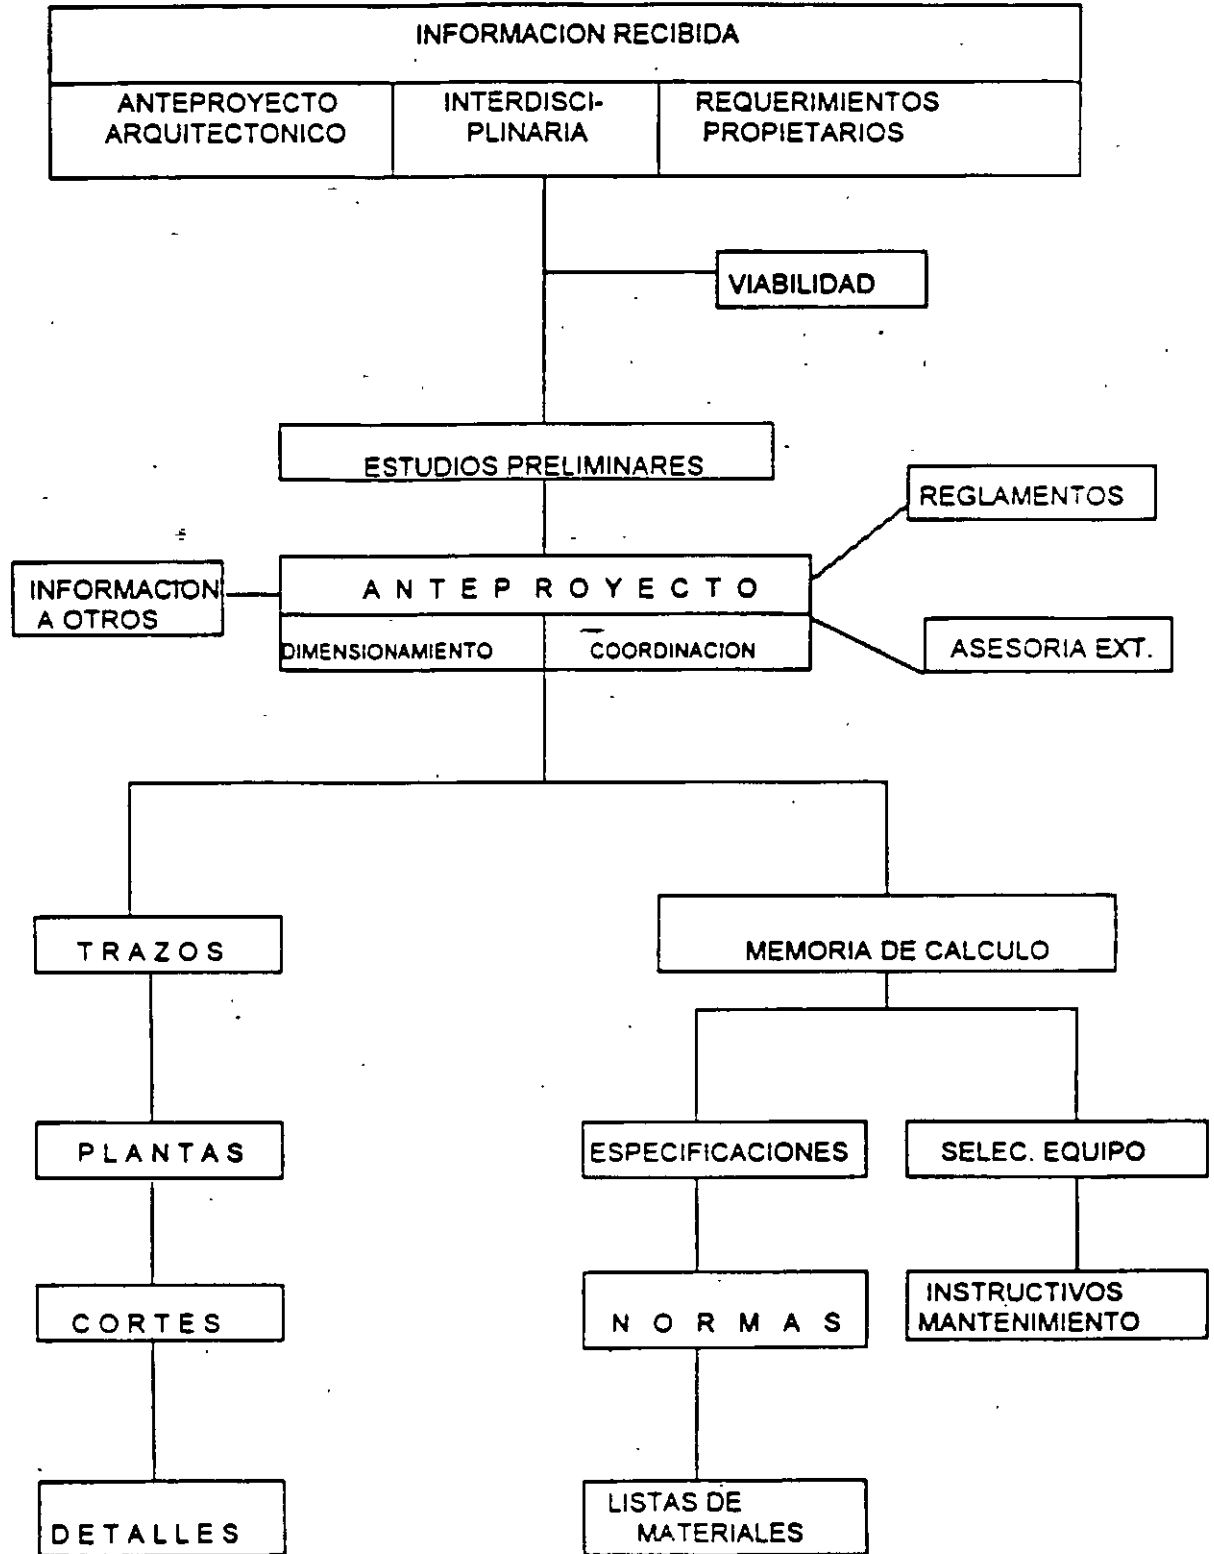 INFORMACION RECIBIDA
ANTEPROYECTO
ARQUITECTONICO
INTERDISCI-
PLINARIA
REQUERIMIENTOS
PROPIETARIOS
VIABILIDAD
ESTUDIOS PRELIMINARES
REGLAMENTOS
INFORMACION
A OTROS
A N T E P R O Y E C T O
DIMENSIONAMIENTO
COORDINACION
ASESORIA EXT.
T R A Z O S
MEMORIA DE CALCULO
P L A N T A S
ESPECIFICACIONES
SELEC. EQUIPO
C O R T E S
N O R M A S
INSTRUCTIVOS
MANTENIMIENTO
D E T A L L E S
LISTAS DE
MATERIALES